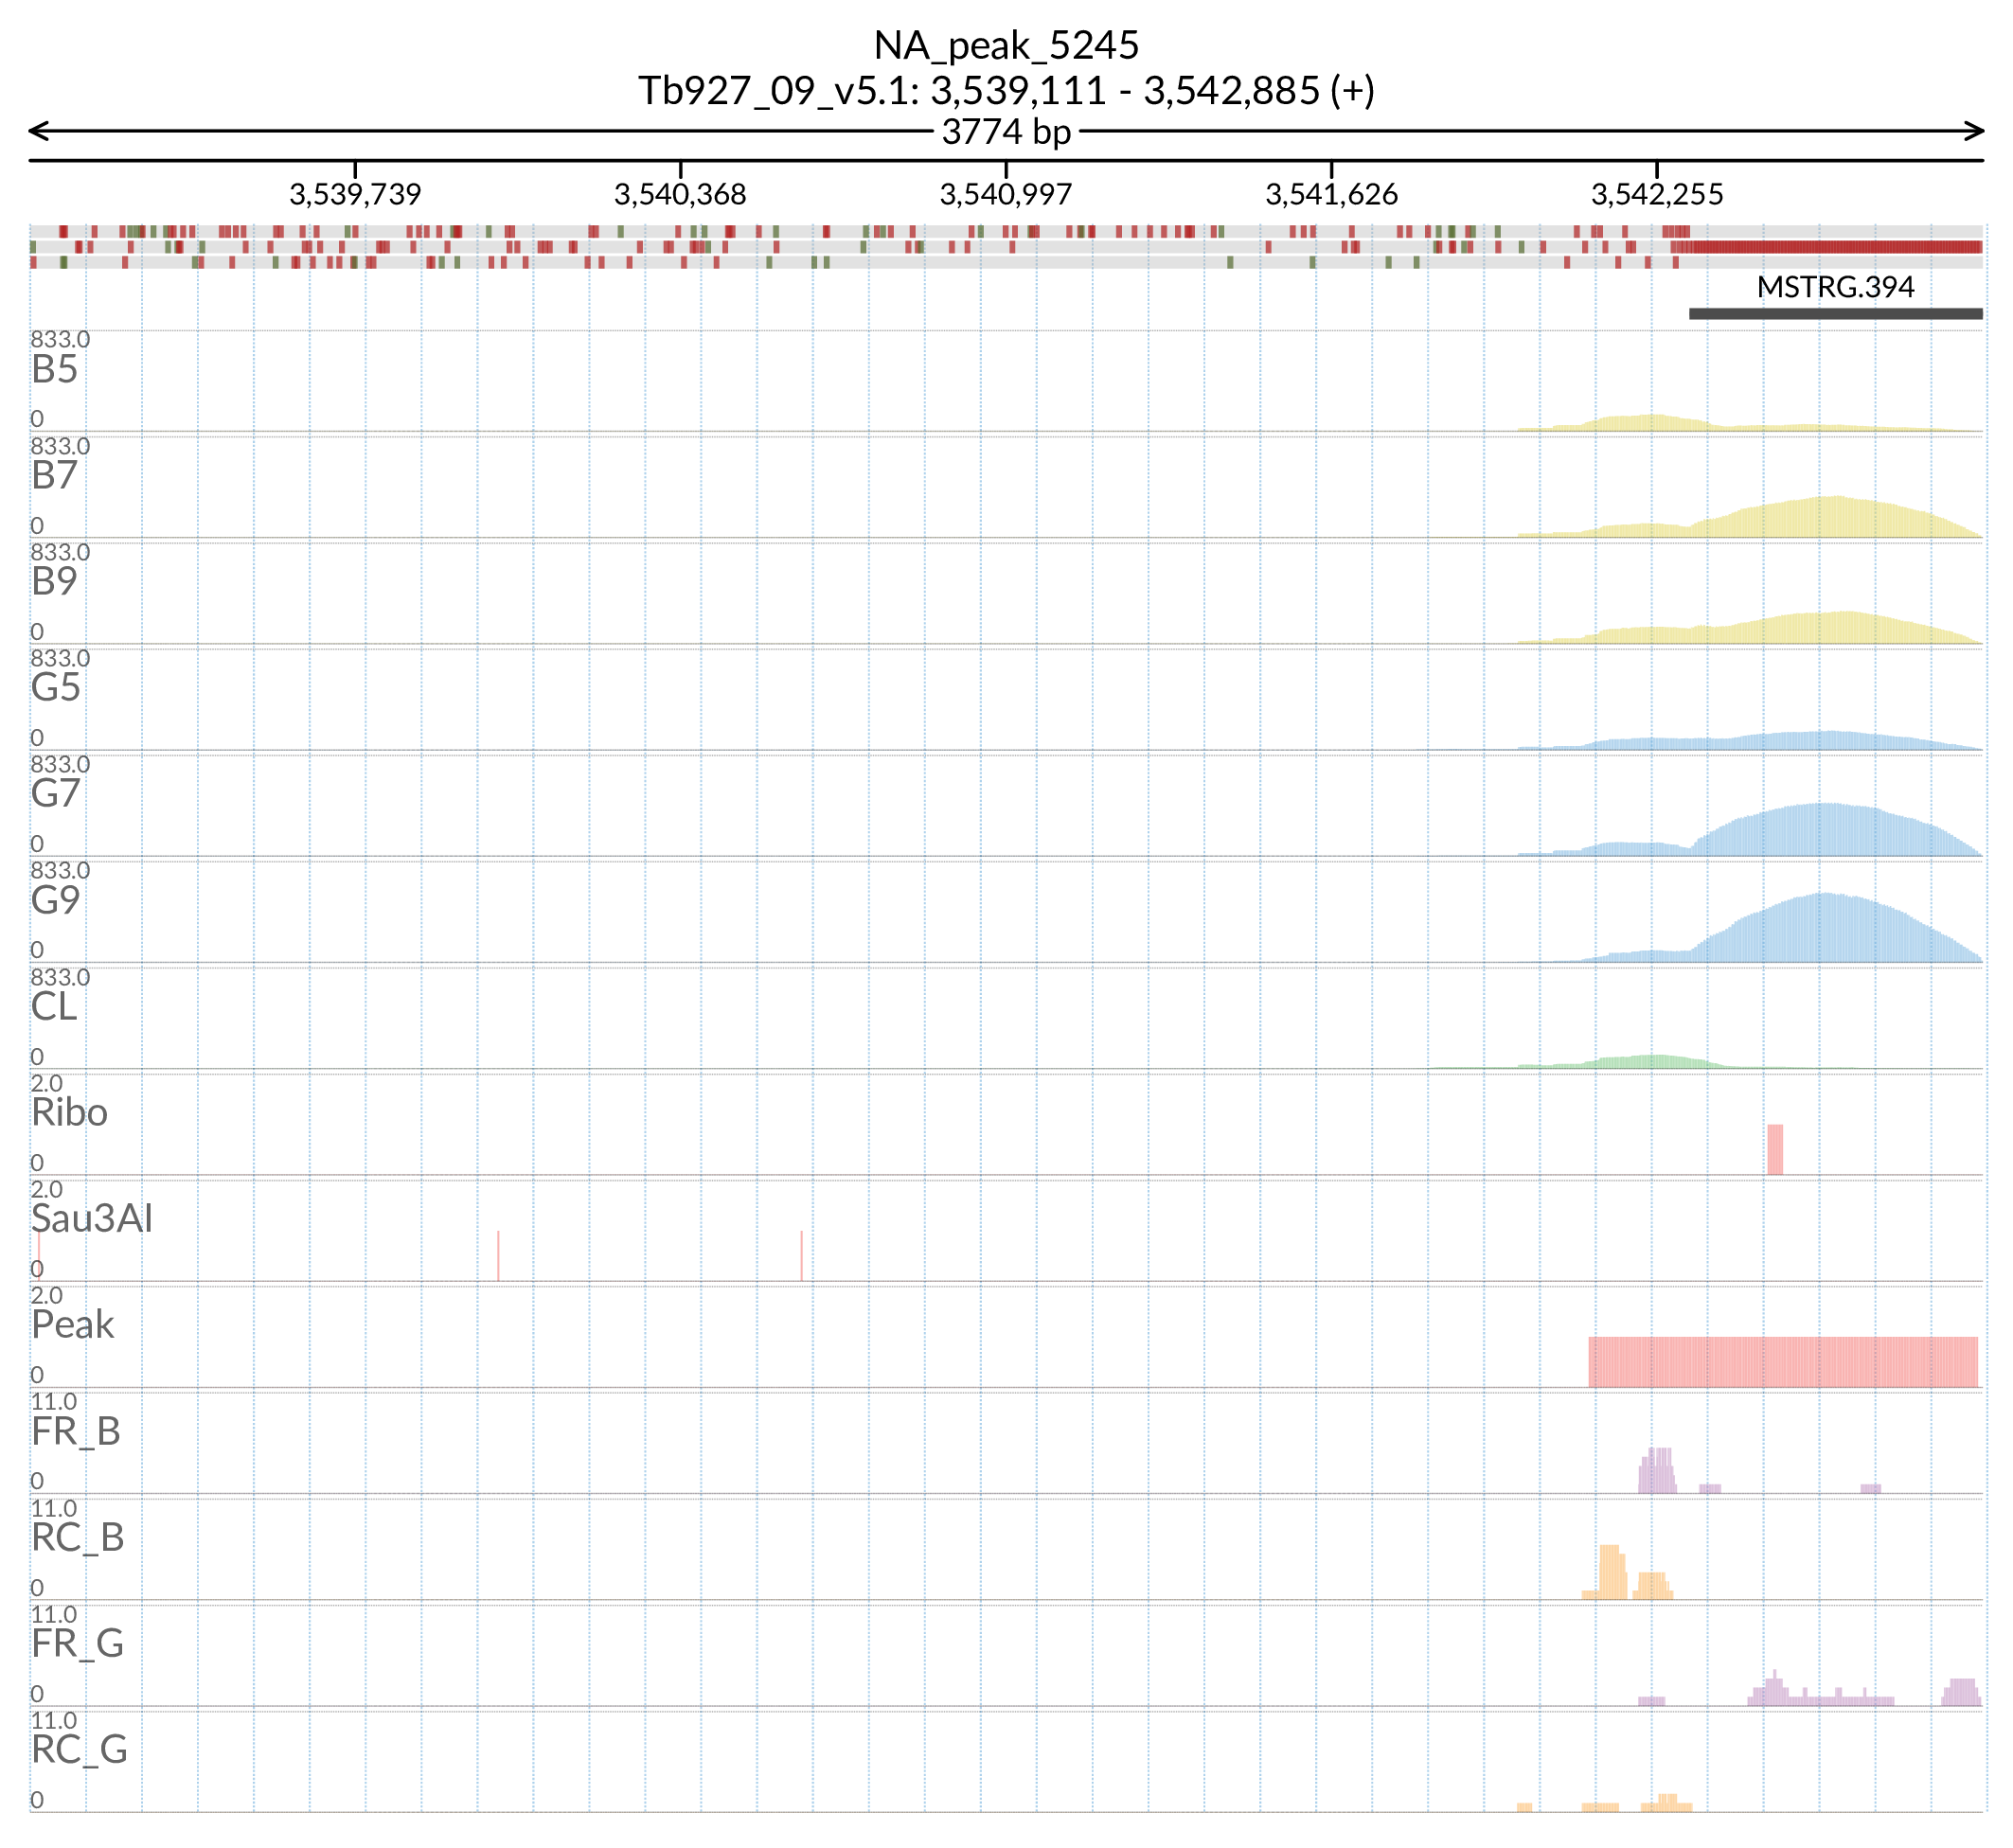 NA_peak_5245
Tb927_09_v5.1: 3,539,111 - 3,542,885 (+)
3774 bp
3,539,739 3,540,368 3,540,997 3,541,626 3,542,255
MSTRG.394
833.0
B5
0
833.0
B7
0
833.0
B9
0
833.0
G5
0
833.0
G7
0
833.0
G9
0
833.0
CL
0
2.0
Ribo
0
2.0
Sau3AI
0
2.0
Peak
0
11.0
FR_B
0
11.0
RC_B
0
11.0
FR_G
0
11.0
RC_G
0